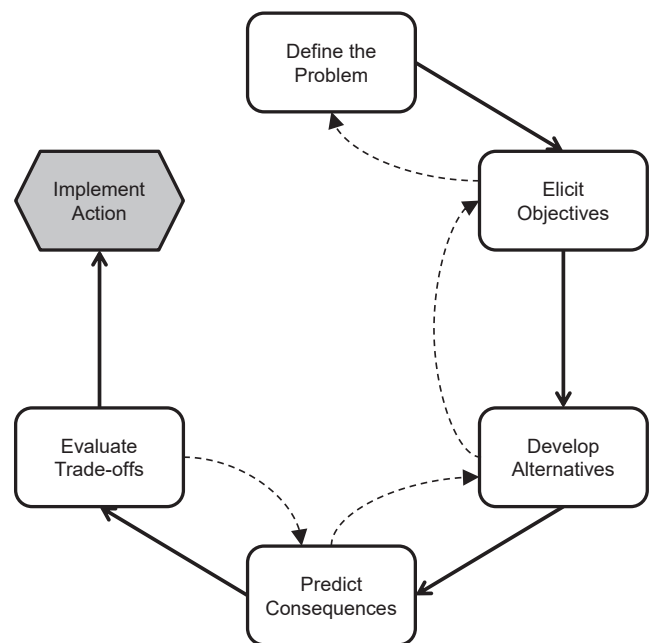 Define the
Problem
Elicit
Objectives
Develop
Alternatives
Predict
Consequences
Evaluate
Trade-offs
Implement
Action